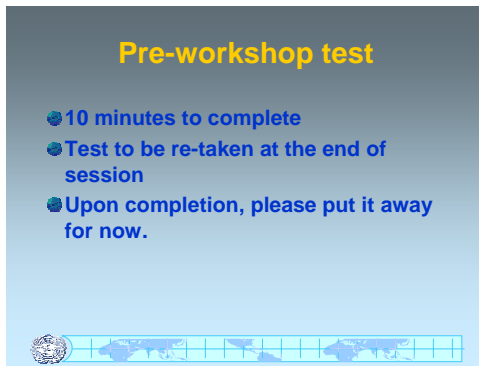 Pre-workshop test
10 minutes to complete
Test to be re-taken at the end of
session
Upon completion, please put it away
for now.